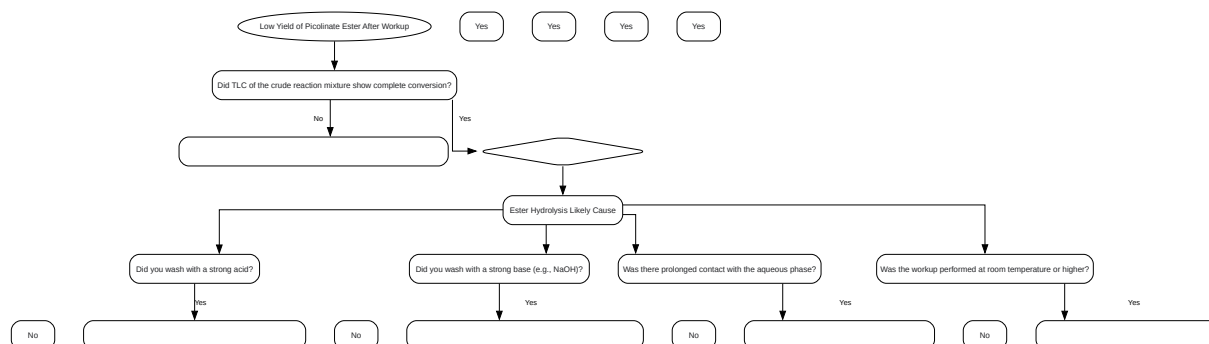 Low Yield of Picolinate Ester After Workup
Yes
Yes
Yes
Yes
Did TLC of the crude reaction mixture show complete conversion?
No
Yes
Ester Hydrolysis Likely Cause
Did you wash with a strong acid?
Did you wash with a strong base (e.g., NaOH)?
Was there prolonged contact with the aqueous phase?
Was the workup performed at room temperature or higher?
Yes
Yes
Yes
Yes
No
No
No
No